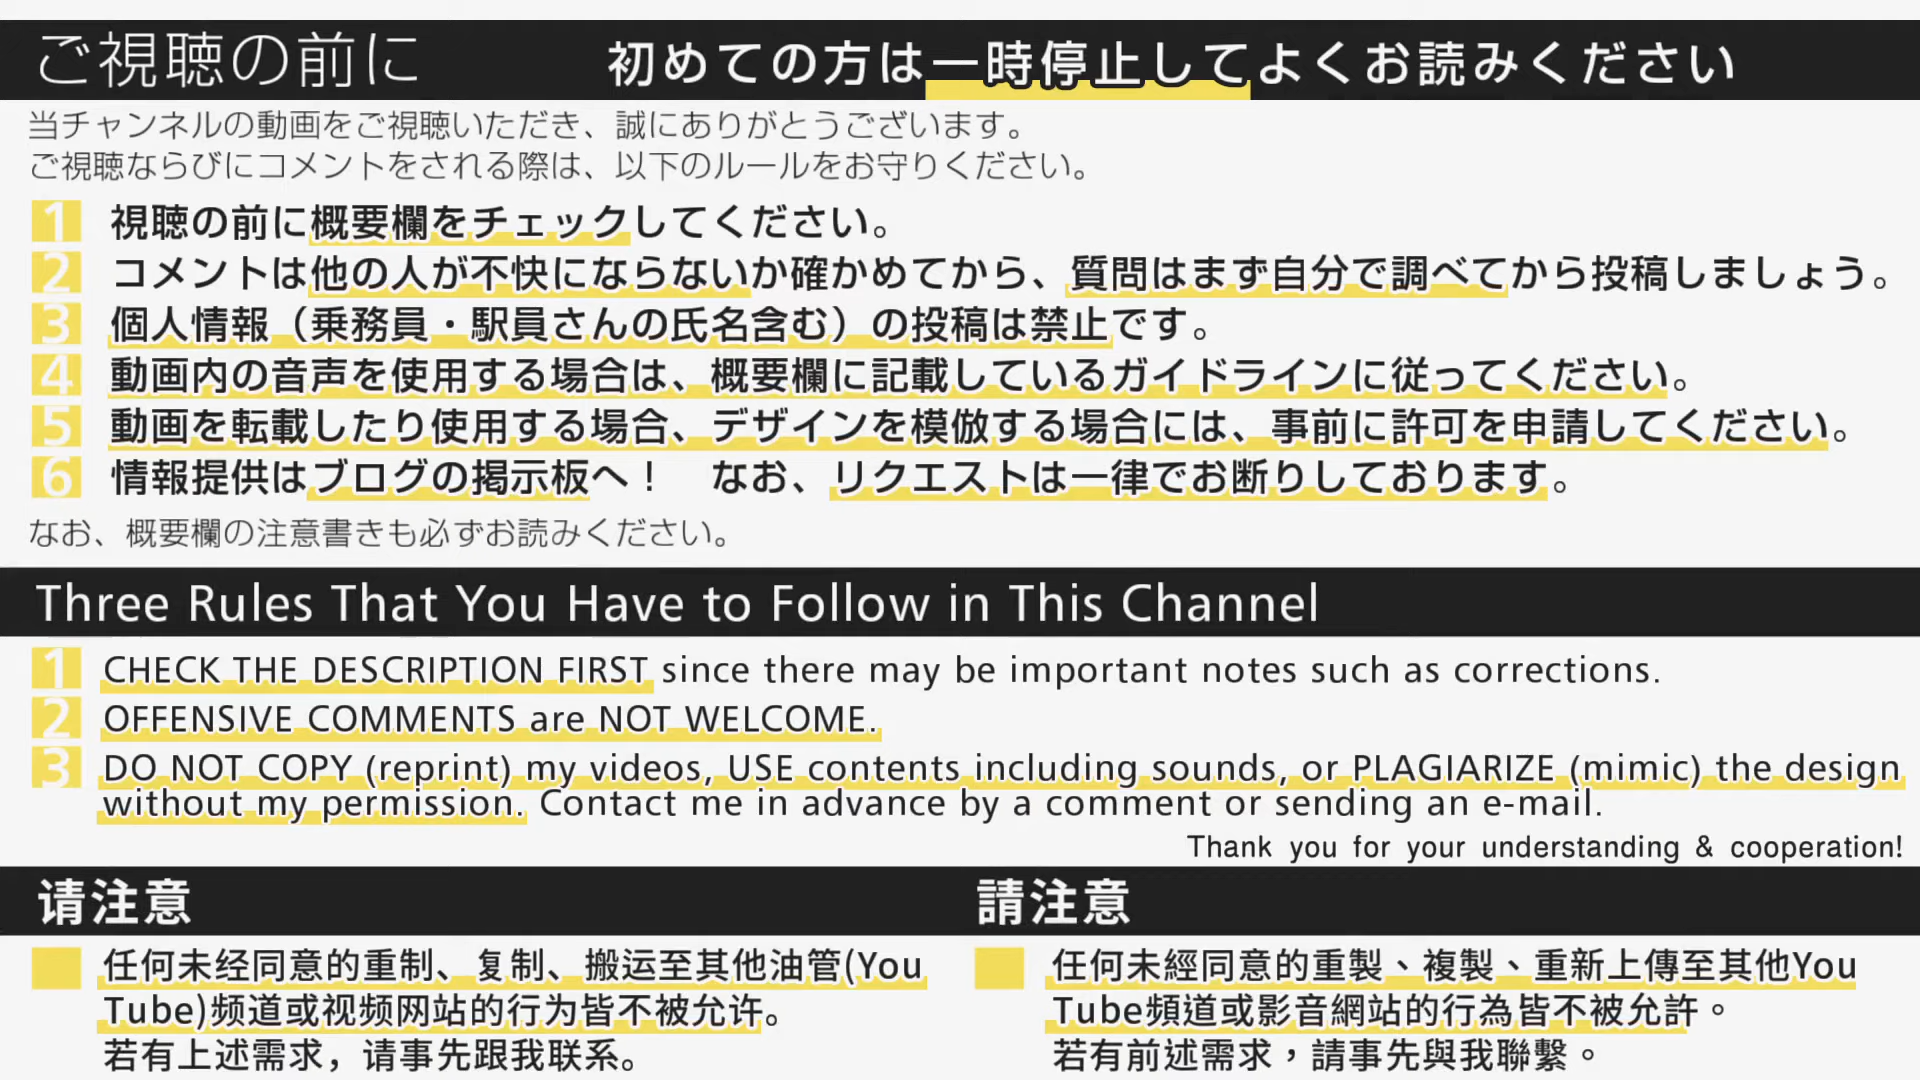 ご視聴の前に　初めての方は一時停止してよくお読みください
当チャンネルの動画をご視聴いただき、誠にありがとうございます。
ご視聴ならびにコメントをされる際は、以下のルールをお守りください。
1 視聴の前に概要欄をチェックしてください。
2 コメントは他の人が不快にならないか確かめてから、質問はまず自分で調べてから投稿しましょう。
3 個人情報（乗務員・駅員さんの氏名含む）の投稿は禁止です。
4 動画内の音声を使用する場合は、概要欄に記載しているガイドラインに従ってください。
5 動画を転載したり使用する場合、デザインを模倣する場合には、事前に許可を申請してください。
6 情報提供はブログの掲示板へ！　なお、リクエストは一律でお断りしております。
なお、概要欄の注意書きも必ずお読みください。
Three Rules That You Have to Follow in This Channel
1 CHECK THE DESCRIPTION FIRST since there may be important notes such as corrections.
2 OFFENSIVE COMMENTS are NOT WELCOME.
3 DO NOT COPY (reprint) my videos, USE contents including sounds, or PLAGIARIZE (mimic) the design
without my permission. Contact me in advance by a comment or sending an e-mail.
Thank you for your understanding & cooperation!
请注意
任何未经同意的重制、复制、搬运至其他油管(You
Tube)频道或视频网站的行为皆不被允许。
若有上述需求，请事先跟我联系。
請注意
任何未經同意的重製、複製、重新上傳至其他You
Tube頻道或影音網站的行為皆不被允許。
若有前述需求，請事先與我聯繫。